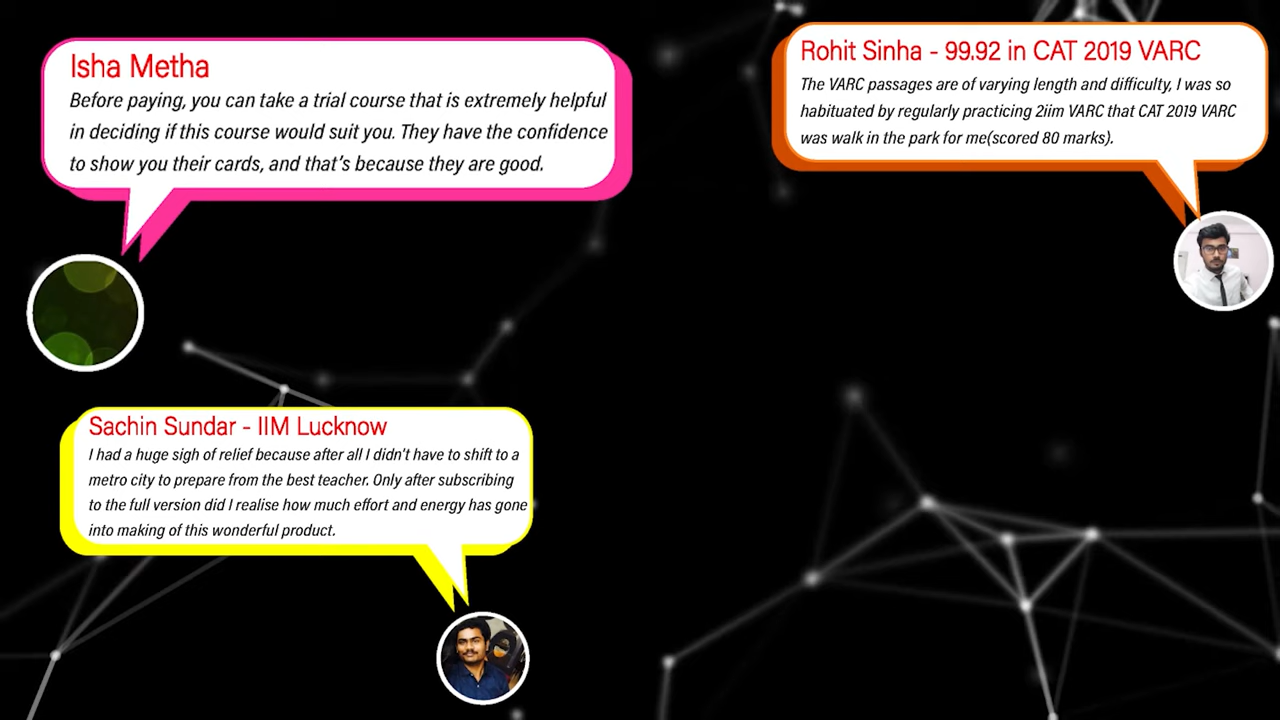 Isha Metha
Before paying, you can take a trial course that is extremely helpful
in deciding if this course would suit you. They have the confidence
to show you their cards, and that's because they are good.
Rohit Sinha - 99.92 in CAT 2019 VARC
The VARC passages are of varying length and difficulty, I was so
habituated by regularly practicing 2iim VARC that CAT 2019 VARC
was walk in the park for me(scored 80 marks).
Sachin Sundar - IIM Lucknow
I had a huge sigh of relief because after all I didn't have to shift to a
metro city to prepare from the best teacher. Only after subscribing
to the full version did I realise how much effort and energy has gone
into making of this wonderful product.